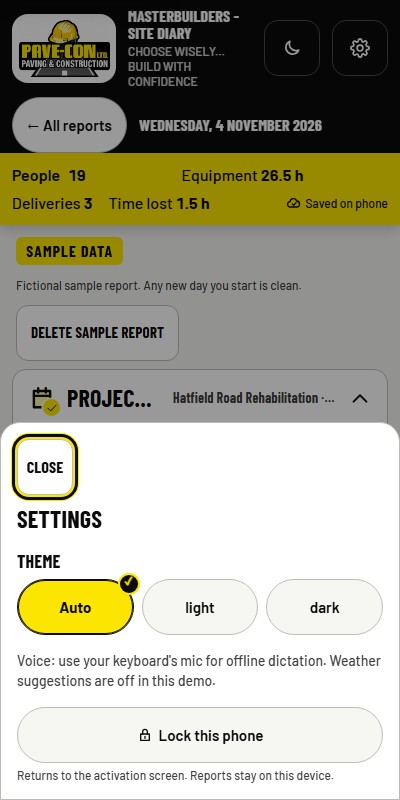 PAVE-CON LTD.
PAVING & CONSTRUCTION
MASTERBUILDERS -
SITE DIARY
CHOOSE WISELY...
BUILD WITH
CONFIDENCE
← All reports
WEDNESDAY, 4 NOVEMBER 2026
People 19 Equipment 26.5 h
Deliveries 3 Time lost 1.5 h Saved on phone
SAMPLE DATA
Fictional sample report. Any new day you start is clean.
DELETE SAMPLE REPORT
PROJEC... Hatfield Road Rehabilitation ·...
CLOSE
SETTINGS
THEME
Auto light dark
Voice: use your keyboard's mic for offline dictation. Weather
suggestions are off in this demo.
Lock this phone
Returns to the activation screen. Reports stay on this device.